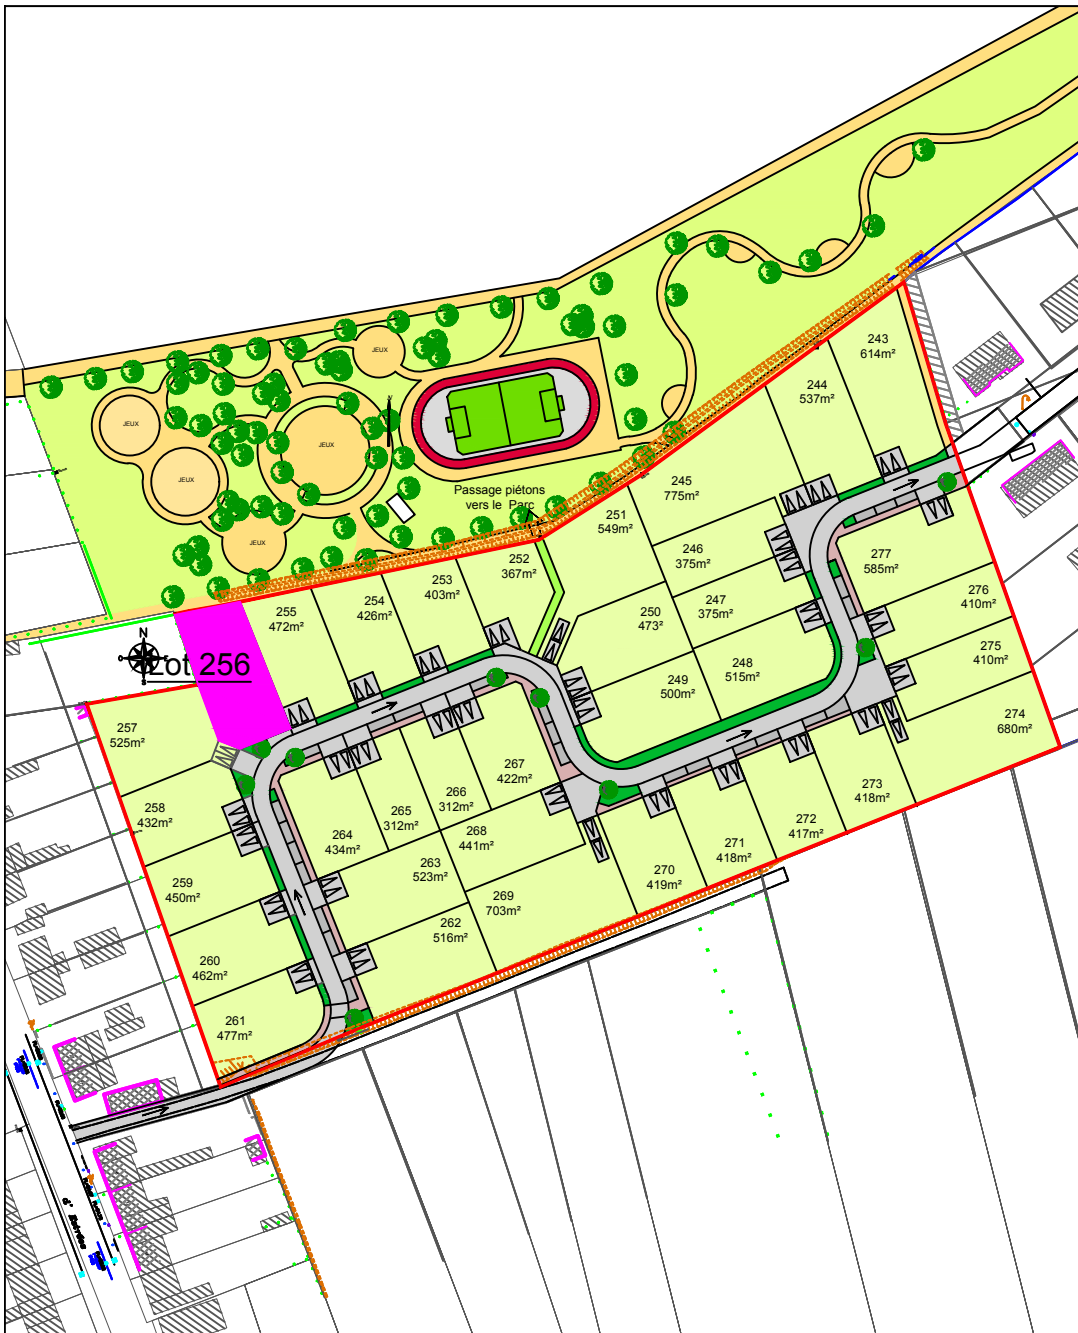 JEUX
JEUX
JEUX
JEUX
JEUX
Passage piétons
vers le Parc
243
614m²
244
537m²
245
775m²
251
549m²
246
375m²
252
367m²
253
403m²
254
426m²
255
472m²
247
375m²
250
473²
277
585m²
276
410m²
275
410m²
N
Lot 256
248
515m²
249
500m²
274
680m²
257
525m²
267
422m²
266
312m²
265
312m²
264
434m²
258
432m²
268
441m²
273
418m²
272
417m²
271
418m²
270
419m²
263
523m²
259
450m²
269
703m²
262
516m²
260
462m²
261
477m²